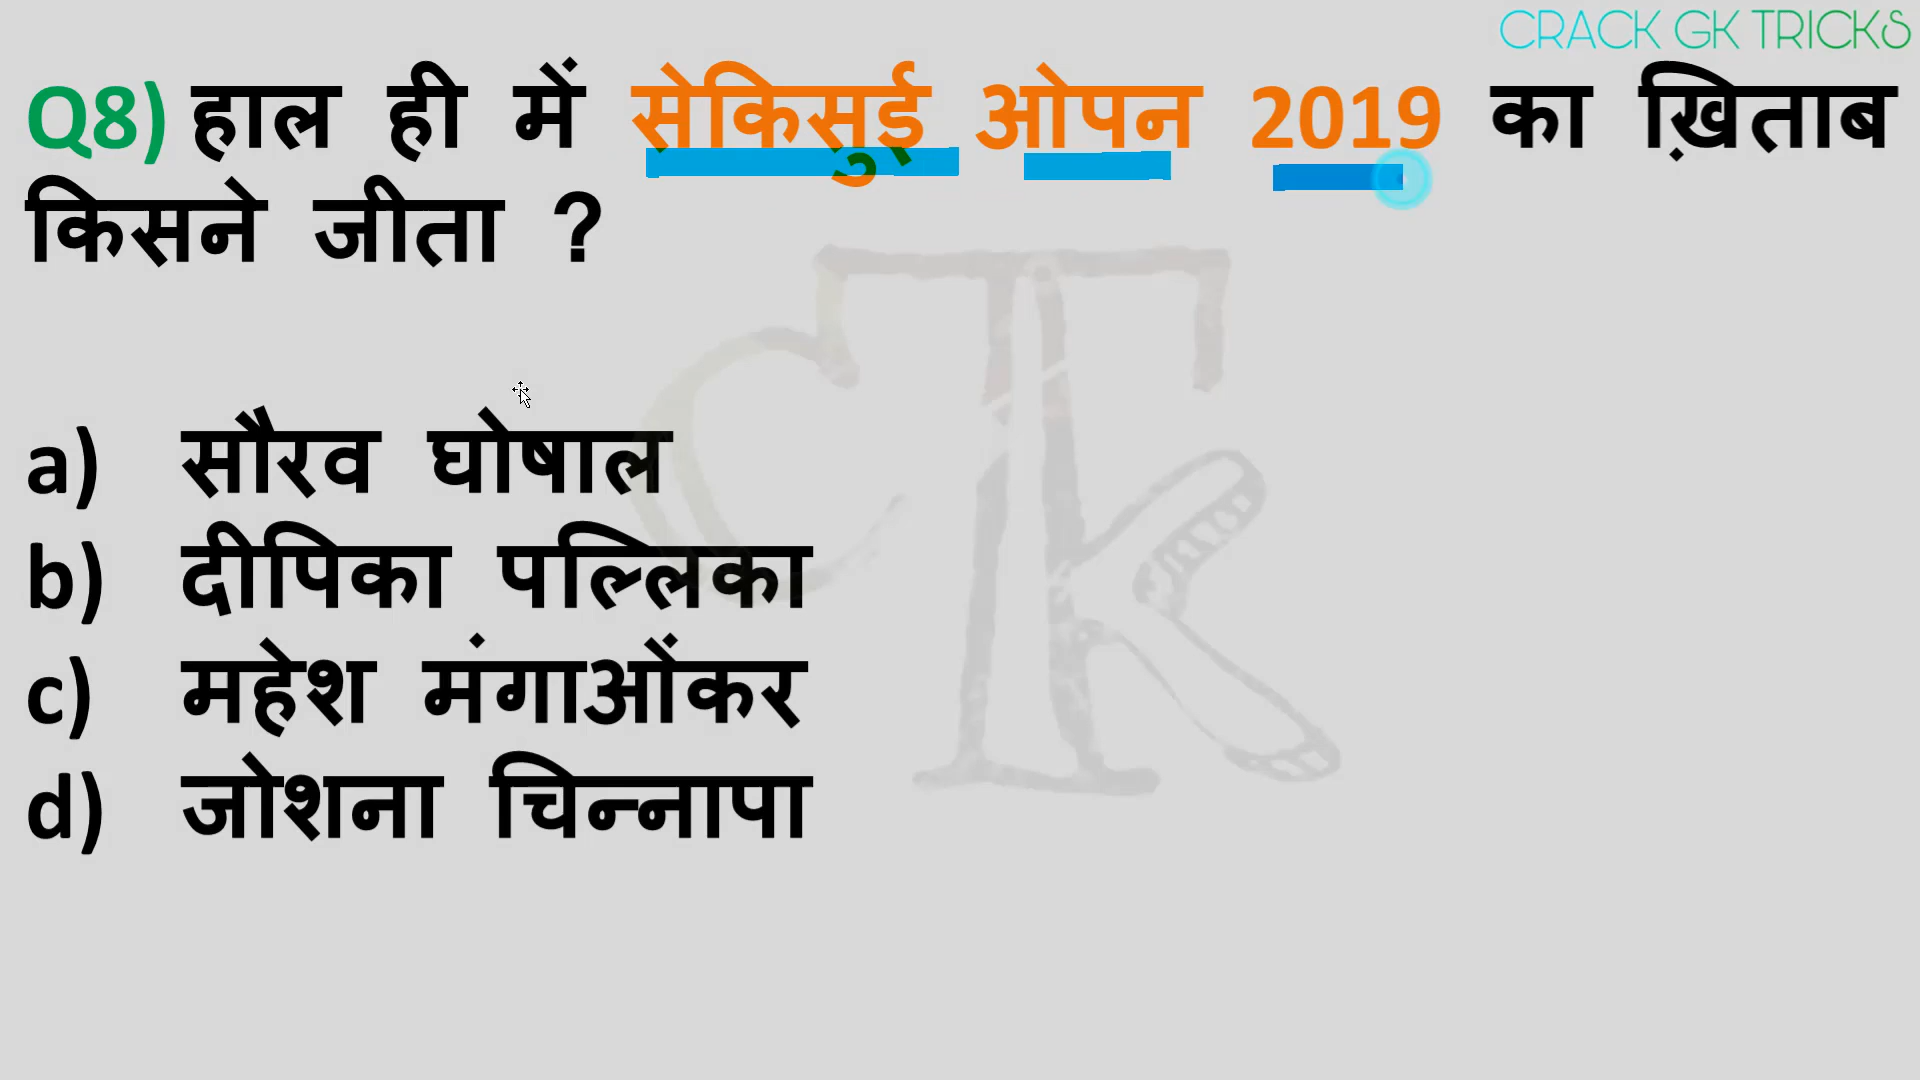 CRACK GK TRICKS
Q8) हाल ही में सेकिसुई ओपन 2019 का ख़िताब
किसने जीता ?
a) सौरव घोषाल
b) दीपिका पल्लिका
c) महेश मंगाओंकर
d) जोशना चिन्नापा